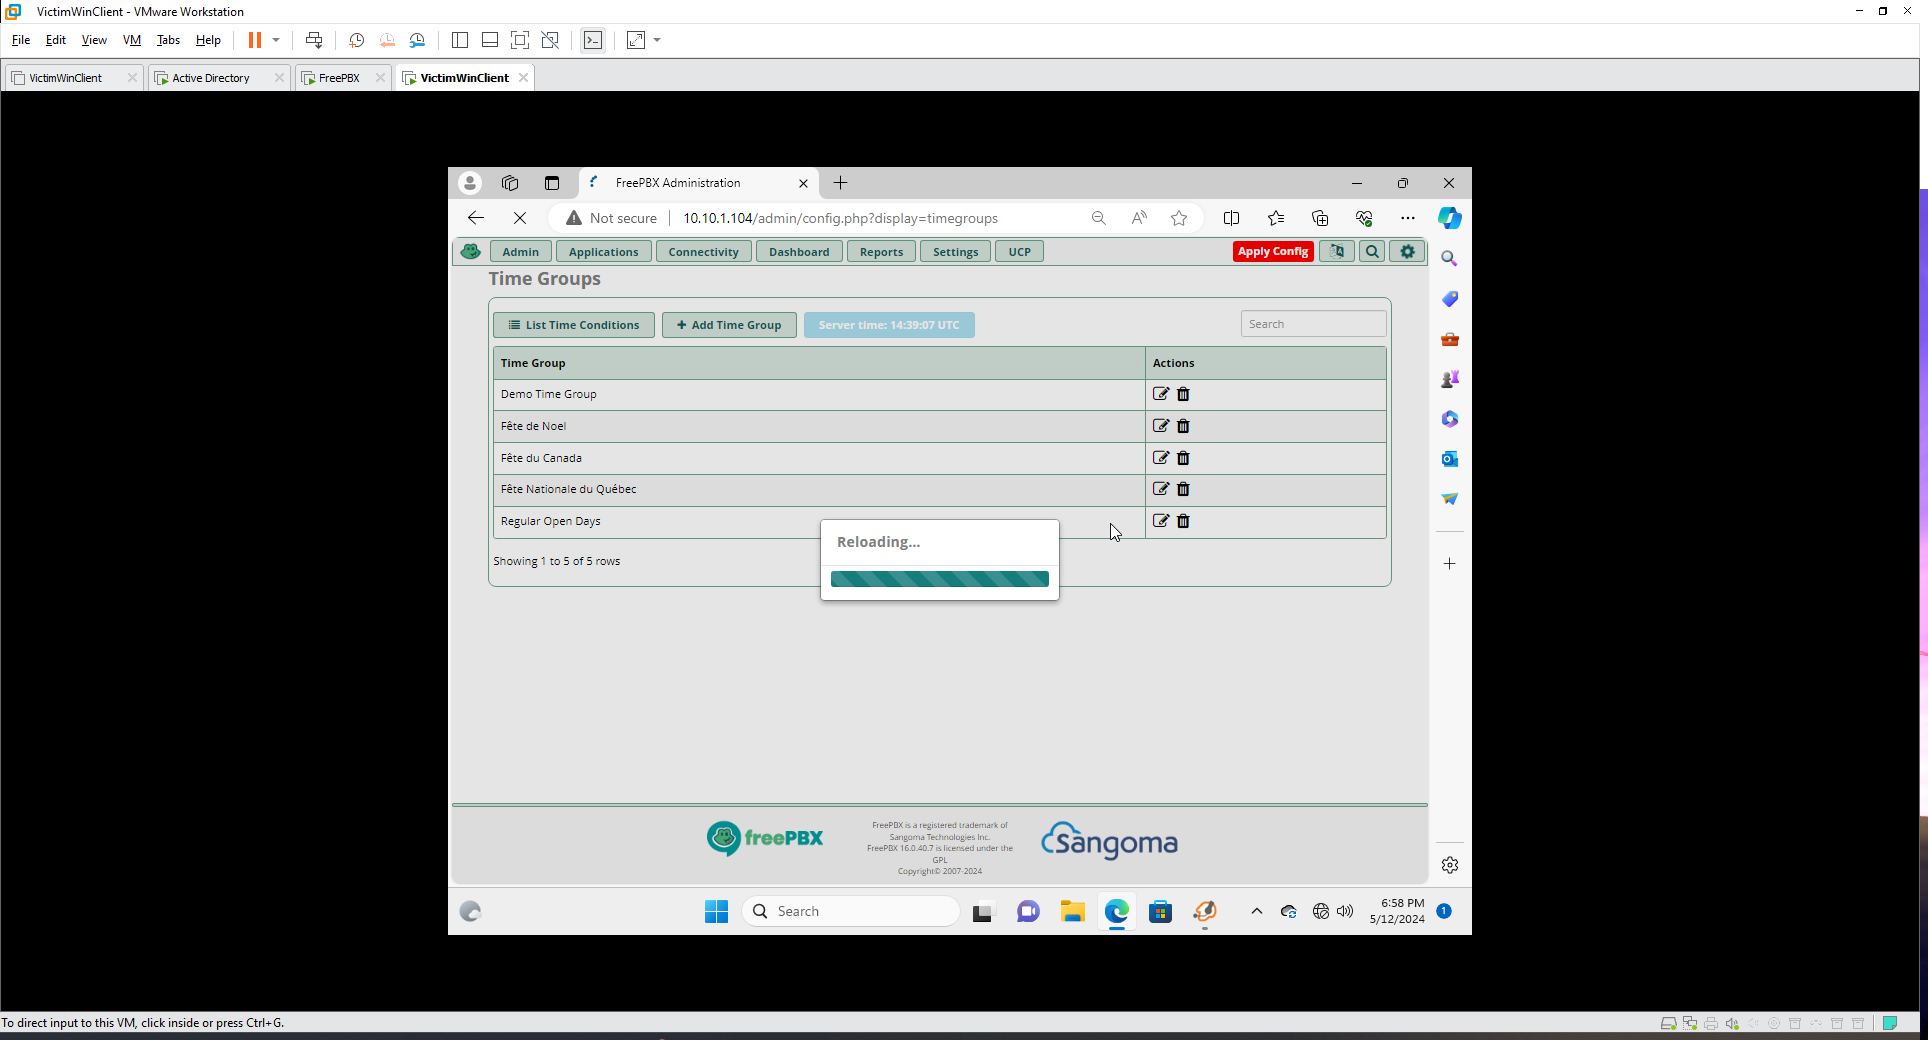 VictimWinClient - VMware Workstation
File Edit View VM Tabs Help
VictimWinClient Active Directory FreePBX VictimWinClient
FreePBX Administration
Not secure 10.10.1.104/admin/config.php?display=timegroups
Admin Applications Connectivity Dashboard Reports Settings UCP Apply Config
Time Groups
List Time Conditions + Add Time Group Server time: 14:39:07 UTC Search
Time Group Actions
Demo Time Group
Fête de Noel
Fête du Canada
Fête Nationale du Québec
Regular Open Days
Reloading...
Showing 1 to 5 of 5 rows
freePBX
FreePBX is a registered trademark of
Sangoma Technologies Inc.
FreePBX 16.0.40.7 is licensed under the
GPL
Copyright© 2007-2024
Sangoma
Search
6:58 PM
5/12/2024
1
To direct input to this VM, click inside or press Ctrl+G.